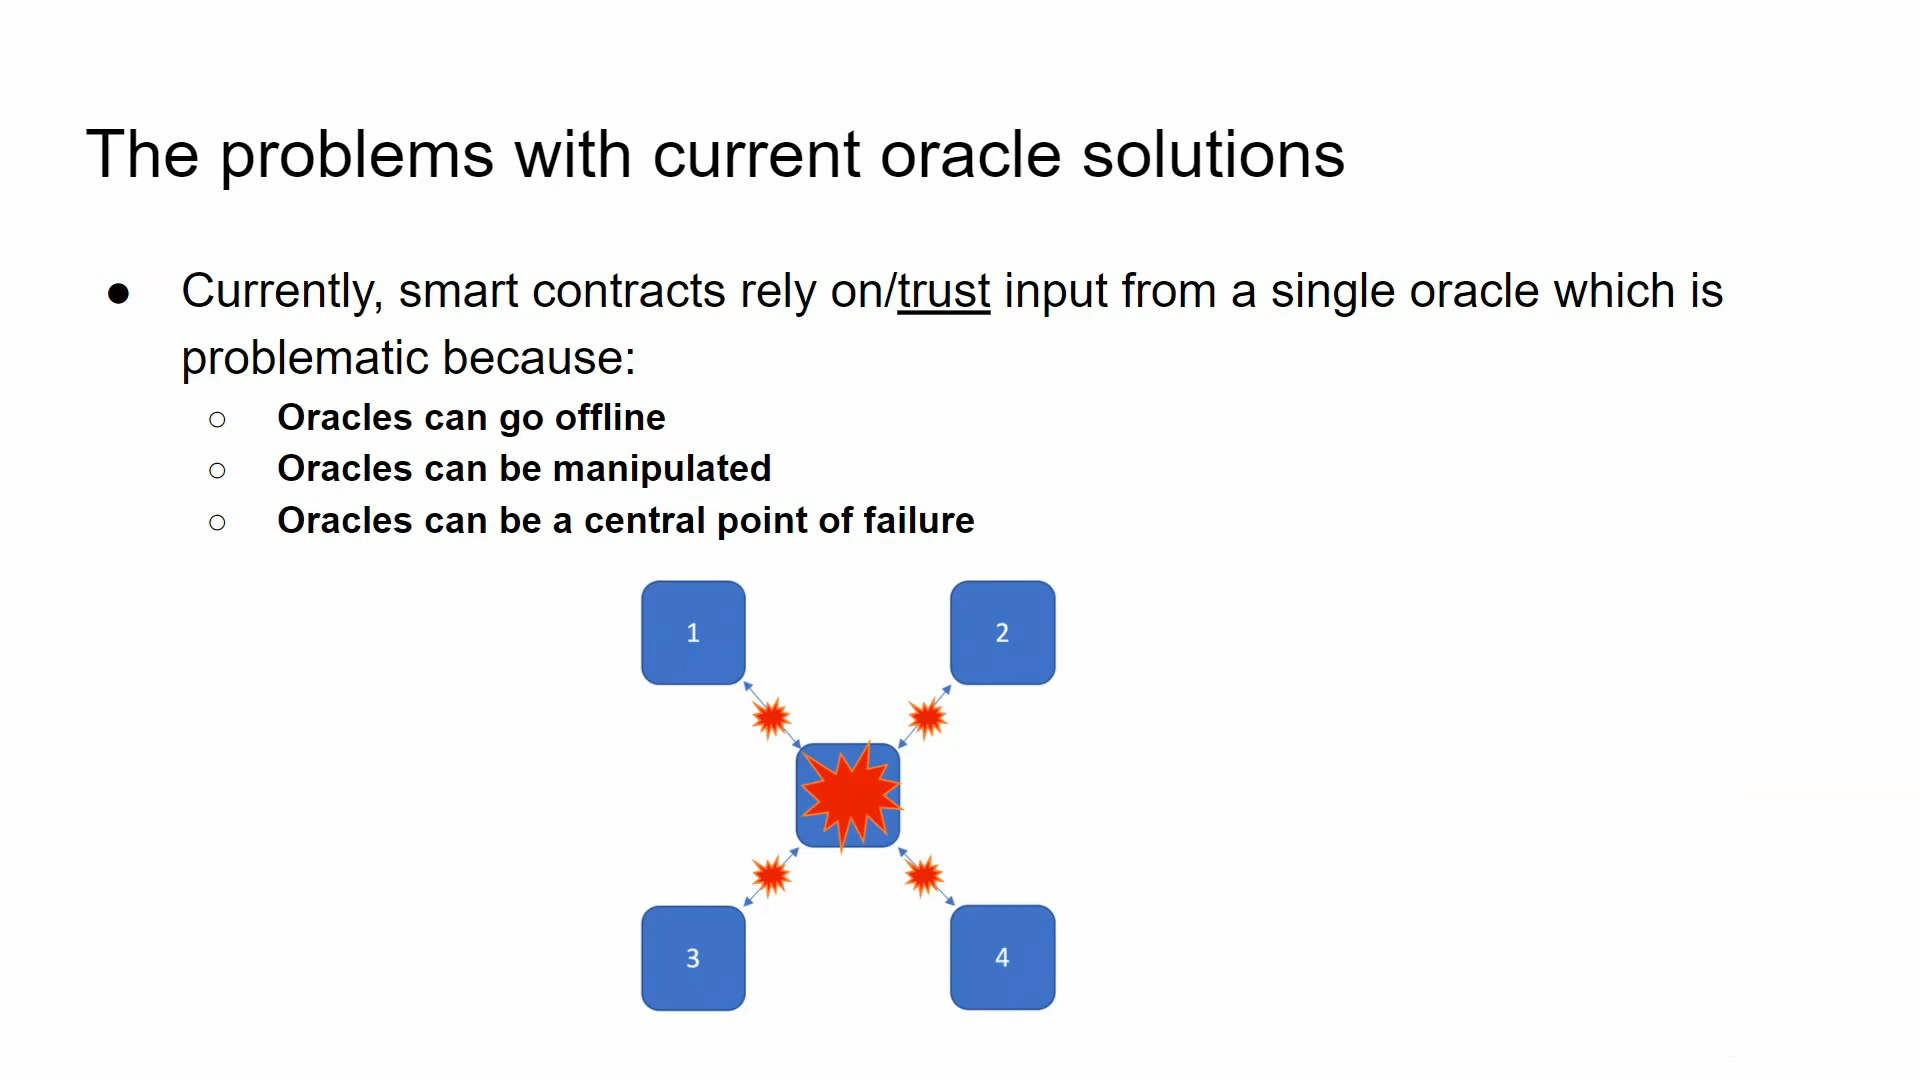 The problems with current oracle solutions
● Currently, smart contracts rely on/trust input from a single oracle which is
problematic because:
○ Oracles can go offline
○ Oracles can be manipulated
○ Oracles can be a central point of failure
1
2
3
4